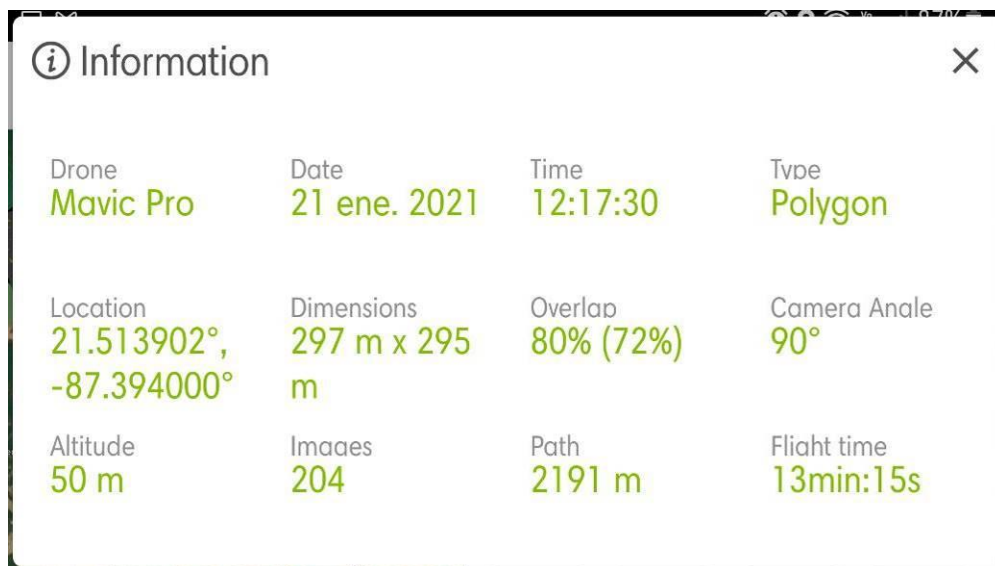 Information
Drone
Mavic Pro
Date
21 ene. 2021
Time
12:17:30
Type
Polygon
Location
21.513902°,
-87.394000°
Dimensions
297 m x 295
m
Overlap
80% (72%)
Camera Angle
90°
Altitude
50 m
Images
204
Path
2191 m
Flight time
13min:15s